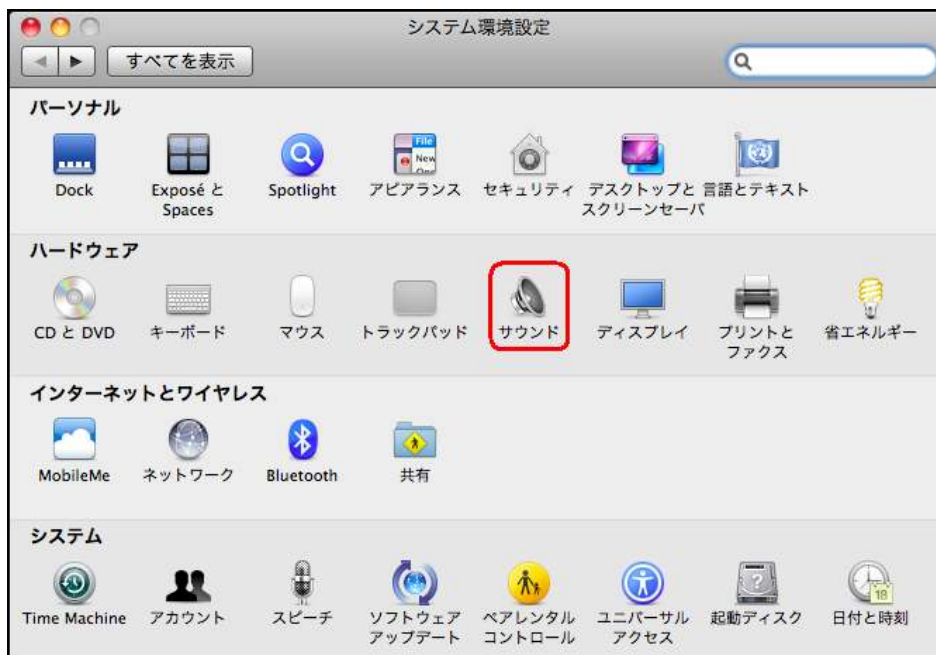 システム環境設定
すべてを表示
パーソナル
File
New
Dock
Exposé と
Spaces
Spotlight
アピアランス
セキュリティ
デスクトップと
スクリーンセーバ
言語とテキスト
ハードウェア
CD と DVD
キーボード
マウス
トラックパッド
サウンド
ディスプレイ
プリントと
ファクス
省エネルギー
インターネットとワイヤレス
MobileMe
ネットワーク
Bluetooth
共有
システム
?
18
Time Machine
アカウント
スピーチ
ソフトウェア
アップデート
ペアレンタル
コントロール
ユニバーサル
アクセス
起動ディスク
日付と時刻